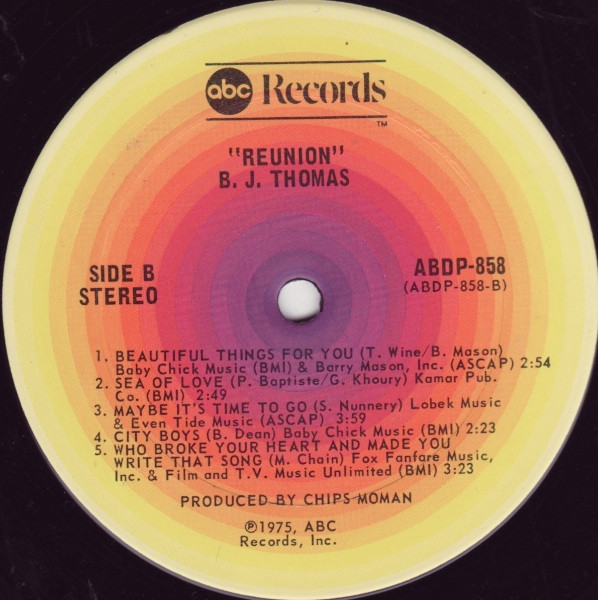 abc Records
TM
"REUNION"
B. J. THOMAS
SIDE B
STEREO
ABDP-858
(ABDP-858-B)
1. BEAUTIFUL THINGS FOR YOU (T. Wine/B. Mason)
Baby Chick Music (BMI) & Barry Mason, Inc. (ASCAP) 2:54
2. SEA OF LOVE (P. Baptiste/G. Khoury) Kamar Pub.
Co. (BMI) 2:49
3. MAYBE IT'S TIME TO GO (S. Nunnery) Lobek Music
& Even Tide Music (ASCAP) 3:59
4. CITY BOYS (B. Dean) Baby Chick Music (BMI) 2:23
5. WHO BROKE YOUR HEART AND MADE YOU
WRITE THAT SONG (M. Chain) Fox Fanfare Music,
Inc. & Film and T.V. Music Unlimited (BMI) 3:23
PRODUCED BY CHIPS MOMAN
℗1975, ABC
Records, Inc.